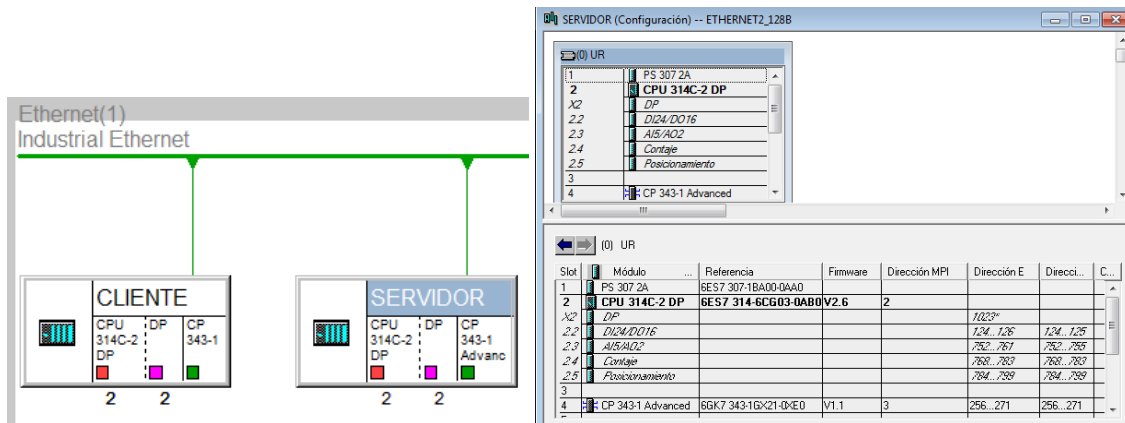 Ethernet(1)
Industrial Ethernet
CLIENTE
CPU 314C-2 DP
DP
CP 343-1
2 2
SERVIDOR
CPU 314C-2 DP
DP
CP 343-1 Advanc
2 2
SERVIDOR (Configuración) -- ETHERNET2_128B
(0) UR
1 PS 307 2A
2 CPU 314C-2 DP
X2 DP
2.2 DI24/DO16
2.3 AI5/AO2
2.4 Contaje
2.5 Posicionamiento
3
4 CP 343-1 Advanced
(0) UR
Slot Módulo ... Referencia Firmware Dirección MPI Dirección E Direcci... C...
1 PS 307 2A 6ES7 307-1BA00-0AA0
2 CPU 314C-2 DP 6ES7 314-6CG03-0AB0 V2.6 2
X2 DP 1023*
2.2 DI24/DO16 124...126 124...125
2.3 AI5/AO2 752...761 752...755
2.4 Contaje 768...783 768...783
2.5 Posicionamiento 784...799 784...799
3
4 CP 343-1 Advanced 6GK7 343-1GX21-0XE0 V1.1 3 256...271 256...271